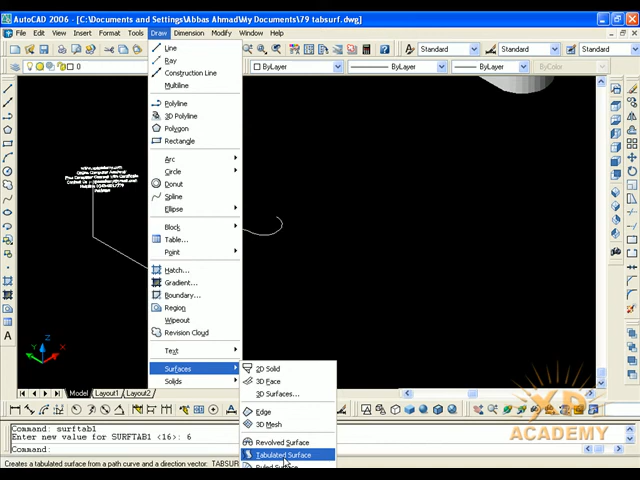 AutoCAD 2006 - [C:\Documents and Settings\Abbas Ahmad\My Documents\79 tabsurf.dwg]
File Edit View Insert Format Tools Draw Dimension Modify Window Help
Standard Standard Standard
0 ByLayer ByLayer ByLayer ByColor
Line
Ray
Construction Line
Multiline
Polyline
3D Polyline
Polygon
Rectangle
Arc
Circle
Donut
Spline
Ellipse
Block
Table...
Point
Hatch...
Gradient...
Boundary...
Region
Wipeout
Revision Cloud
Text
Surfaces
Solids
2D Solid
3D Face
3D Surfaces...
Edge
3D Mesh
Revolved Surface
Tabulated Surface
Ruled Surface
Z
Y
X
Model Layout1 Layout2
XD
ACADEMY
Command: surftab1
Enter new value for SURFTAB1 <16>: 6
Command:
Creates a tabulated surface from a path curve and a direction vector: TABSURF